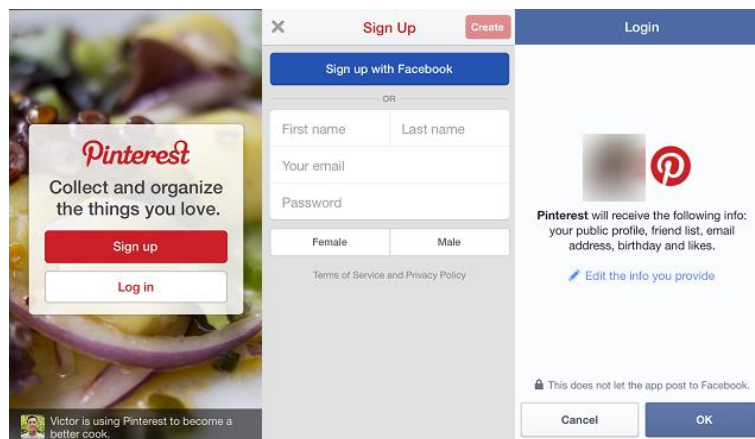 Pinterest
Collect and organize
the things you love.
Sign up
Log in
Victor is using Pinterest to become a
better cook.
Sign Up
Create
Sign up with Facebook
OR
First name
Last name
Your email
Password
Female
Male
Terms of Service and Privacy Policy
Login
Pinterest will receive the following info:
your public profile, friend list, email
address, birthday and likes.
Edit the info you provide
This does not let the app post to Facebook.
Cancel
OK